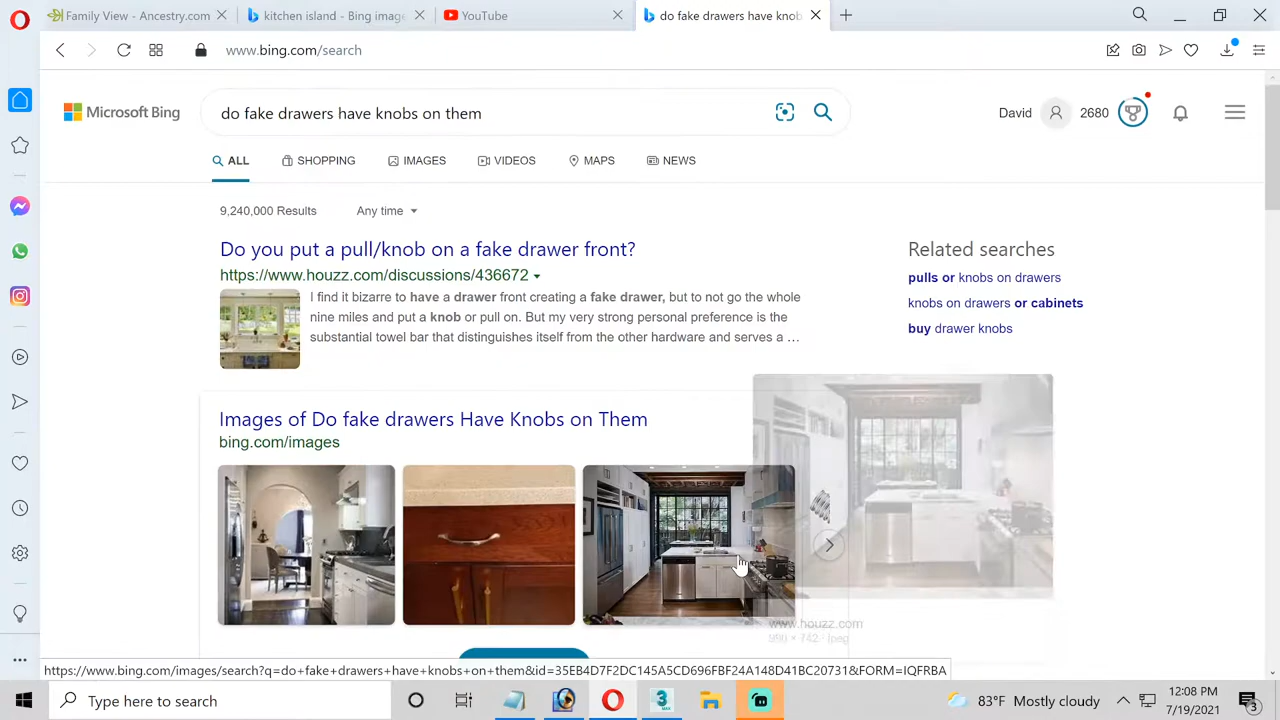 Family View - Ancestry.com
kitchen island - Bing imag
YouTube
do fake drawers have knob
www.bing.com/search
Microsoft Bing
do fake drawers have knobs on them
David
2680
ALL
SHOPPING
IMAGES
VIDEOS
MAPS
NEWS
9,240,000 Results
Any time
Do you put a pull/knob on a fake drawer front?
https://www.houzz.com/discussions/436672
I find it bizarre to have a drawer front creating a fake drawer, but to not go the whole
nine miles and put a knob or pull on. But my very strong personal preference is the
substantial towel bar that distinguishes itself from the other hardware and serves a …
Related searches
pulls or knobs on drawers
knobs on drawers or cabinets
buy drawer knobs
Images of Do fake drawers Have Knobs on Them
bing.com/images
www.houzz.com
990 × 742 · jpeg
https://www.bing.com/images/search?q=do+fake+drawers+have+knobs+on+them&id=35EB4D7F2DC145A5CD696FBF24A148D41BC20731&FORM=IQFRBA
Type here to search
3
MAX
83°F Mostly cloudy
12:08 PM
7/19/2021
3